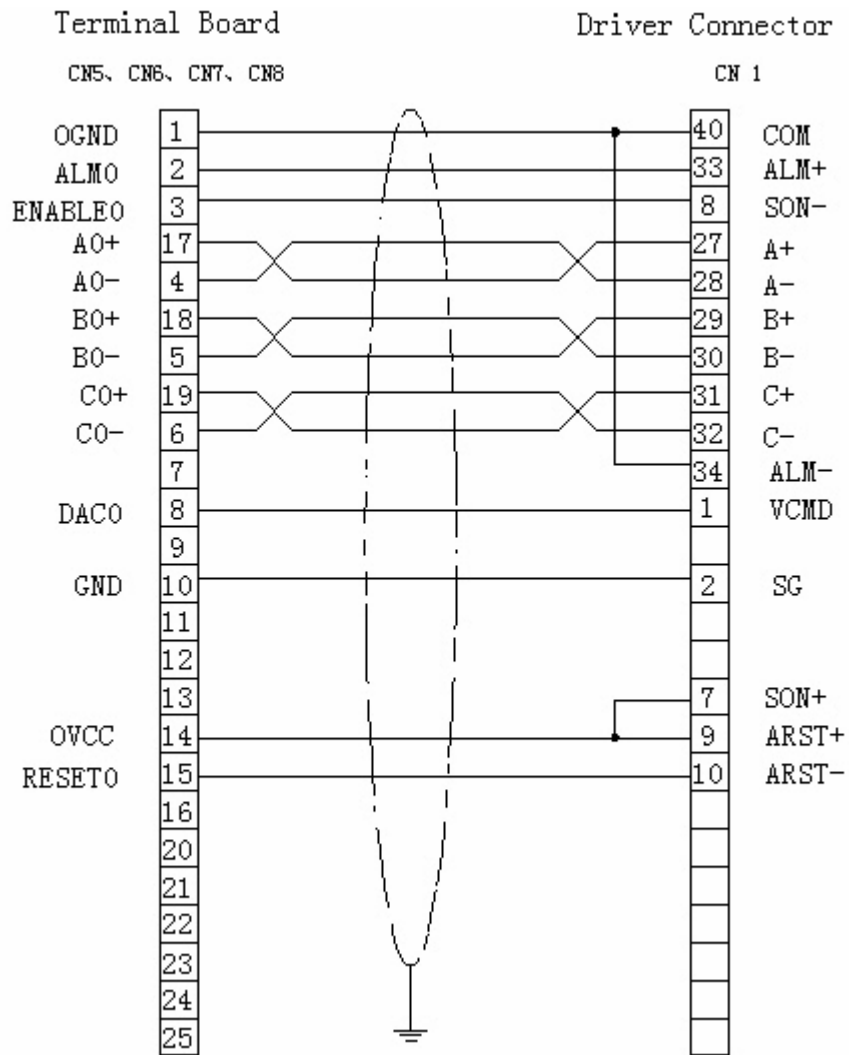 Terminal Board Driver Connector
CN5、CN6、CN7、CN8 CN 1
OGND 1 40 COM
ALM0 2 33 ALM+
ENABLE0 3 8 SON-
A0+ 17 27 A+
A0- 4 28 A-
B0+ 18 29 B+
B0- 5 30 B-
C0+ 19 31 C+
C0- 6 32 C-
7 34 ALM-
DAC0 8 1 VCMD
9
GND 10 2 SG
11
12
13 7 SON+
OVCC 14 9 ARST+
RESET0 15 10 ARST-
16
20
21
22
23
24
25